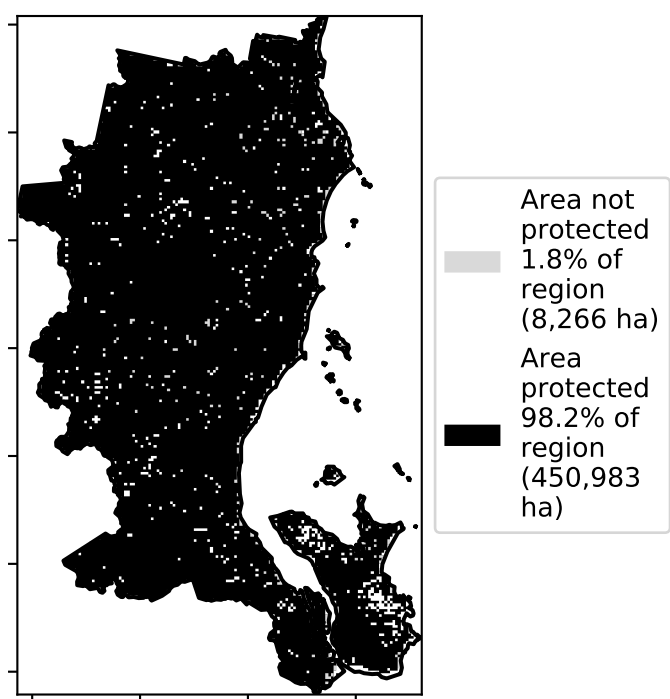 Area not
protected
1.8% of
region
(8,266 ha)
Area
protected
98.2% of
region
(450,983
ha)